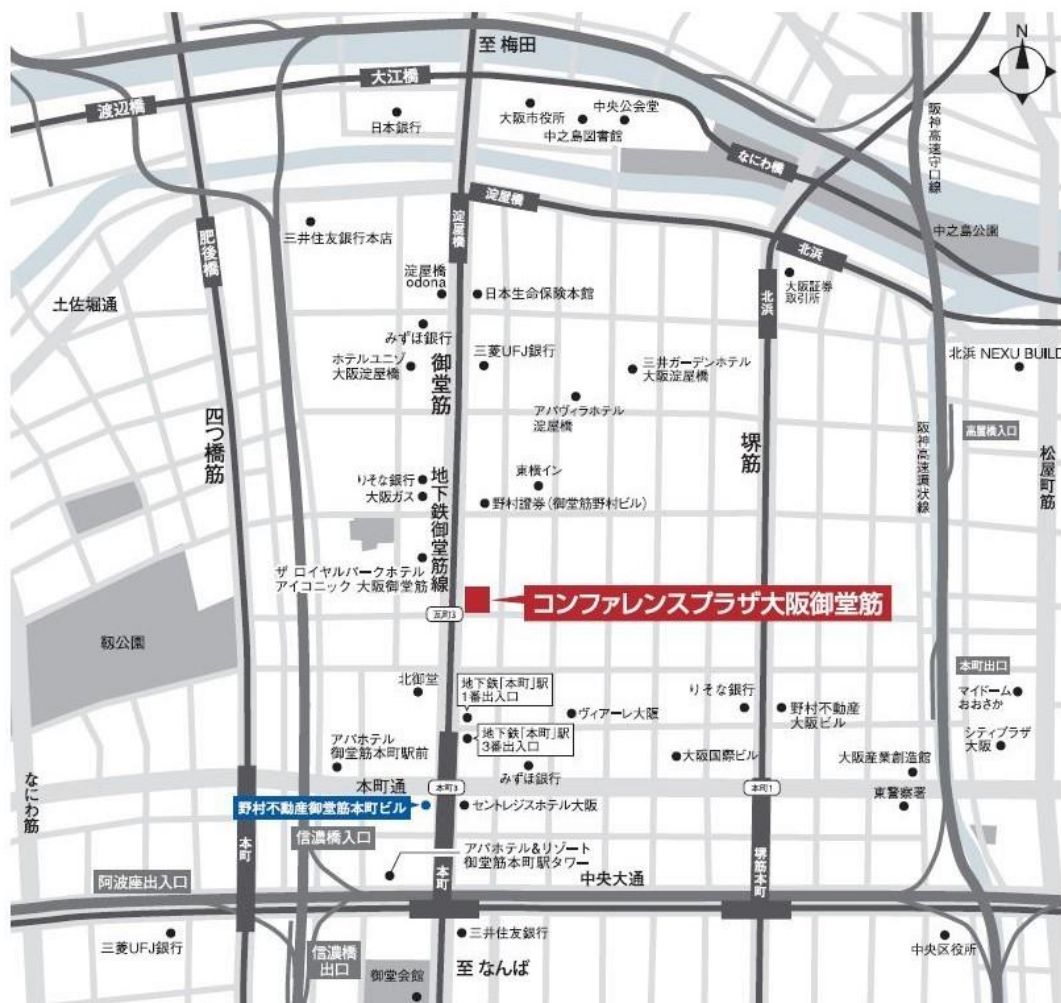 N
至 梅田
大江橋
渡辺橋
日本銀行
大阪市役所
中央公会堂
中之島図書館
なにわ橋
阪神高速守口線
淀屋橋
淀屋橋
肥後橋
三井住友銀行本店
北浜
中之島公園
土佐堀通
淀屋橋
odona
日本生命保険本館
北浜
大阪証券
取引所
みずほ銀行
ホテルユニゾ
大阪淀屋橋
御堂筋
三菱UFJ銀行
三井ガーデンホテル
大阪淀屋橋
北浜 NEXU BUILD
アパヴィラホテル
淀屋橋
四つ橋筋
堺筋
阪神高速環状線
高麗橋入口
松屋町筋
りそな銀行
大阪ガス
地下鉄御堂筋線
東横イン
野村證券(御堂筋野村ビル)
ザ ロイヤルパークホテル
アイコニック 大阪御堂筋
瓦町3
コンファレンスプラザ大阪御堂筋
靱公園
北御堂
地下鉄「本町」駅
1番出入口
地下鉄「本町」駅
3番出入口
ヴィアーレ大阪
りそな銀行
野村不動産
大阪ビル
本町出口
マイドーム
おおさか
シティプラザ
大阪
アパホテル
御堂筋本町駅前
みずほ銀行
大阪国際ビル
大阪産業創造館
なにわ筋
本町通
本町3
本町1
東警察署
野村不動産御堂筋本町ビル
セントレジスホテル大阪
本町
信濃橋入口
アパホテル&リゾート
御堂筋本町駅タワー
本町
堺筋本町
阿波座出入口
中央大通
三菱UFJ銀行
信濃橋
出口
御堂会館
三井住友銀行
至 なんば
中央区役所